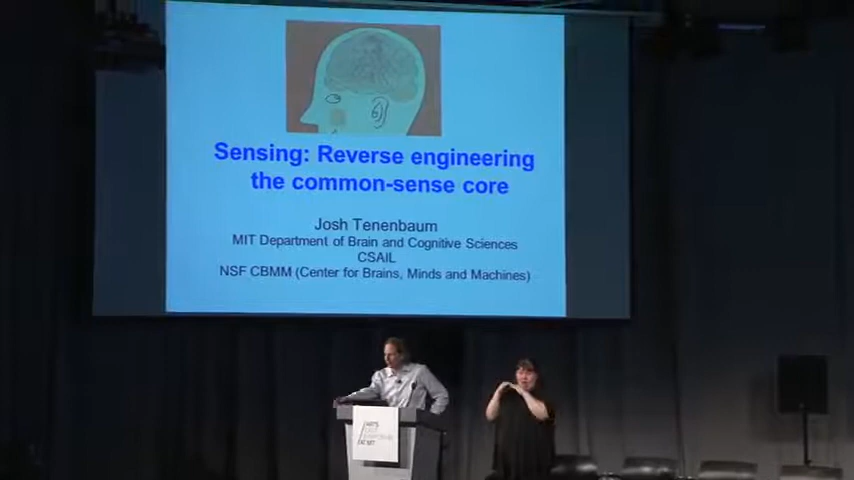 Sensing: Reverse engineering
the common-sense core
Josh Tenenbaum
MIT Department of Brain and Cognitive Sciences
CSAIL
NSF CBMM (Center for Brains, Minds and Machines)